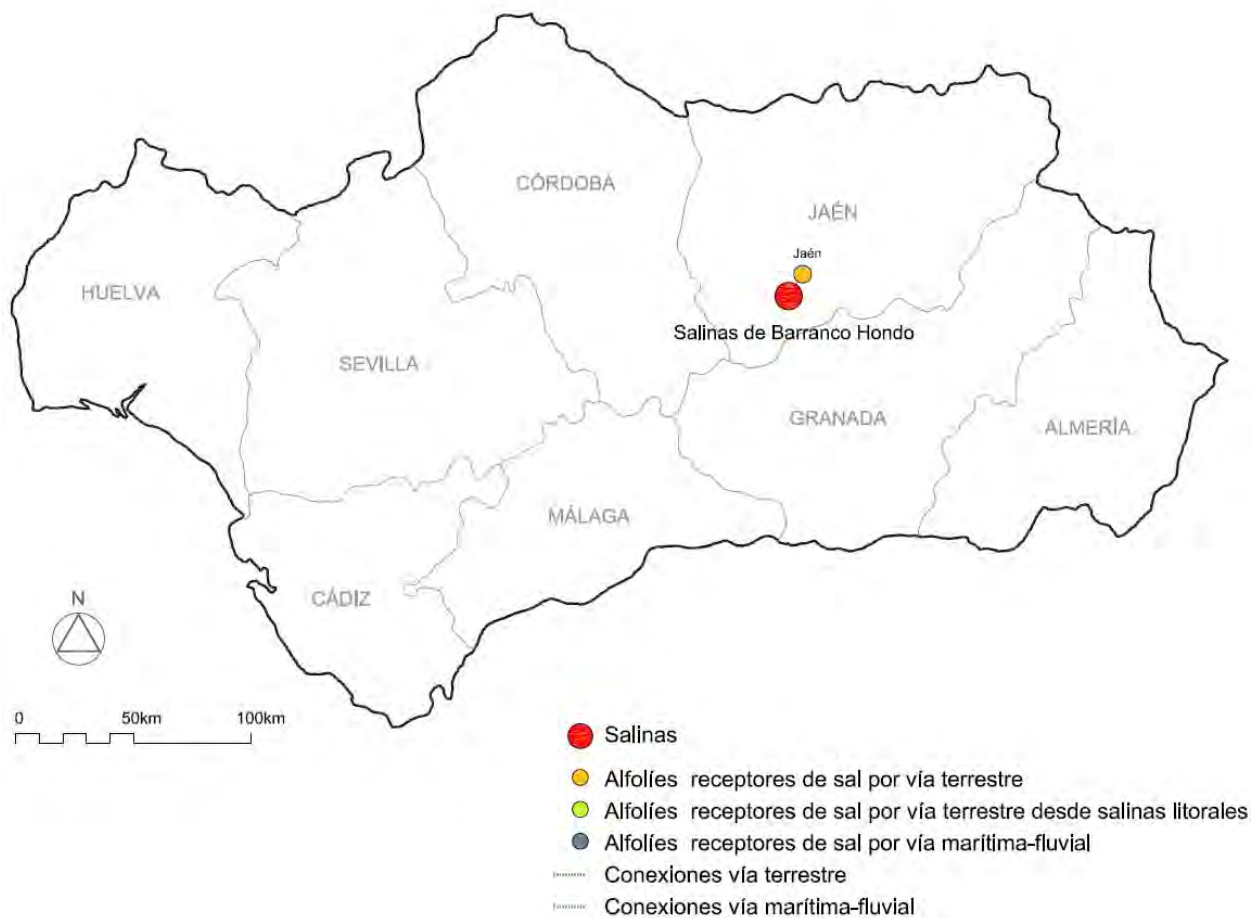 CÓRDOBA
JAÉN
Jaén
HUELVA
Salinas de Barranco Hondo
SEVILLA
GRANADA
ALMERÍA
MÁLAGA
CÁDIZ
N
0 50km 100km
Salinas
Alfolíes receptores de sal por vía terrestre
Alfolíes receptores de sal por vía terrestre desde salinas litorales
Alfolíes receptores de sal por vía marítima-fluvial
Conexiones vía terrestre
Conexiones vía marítima-fluvial